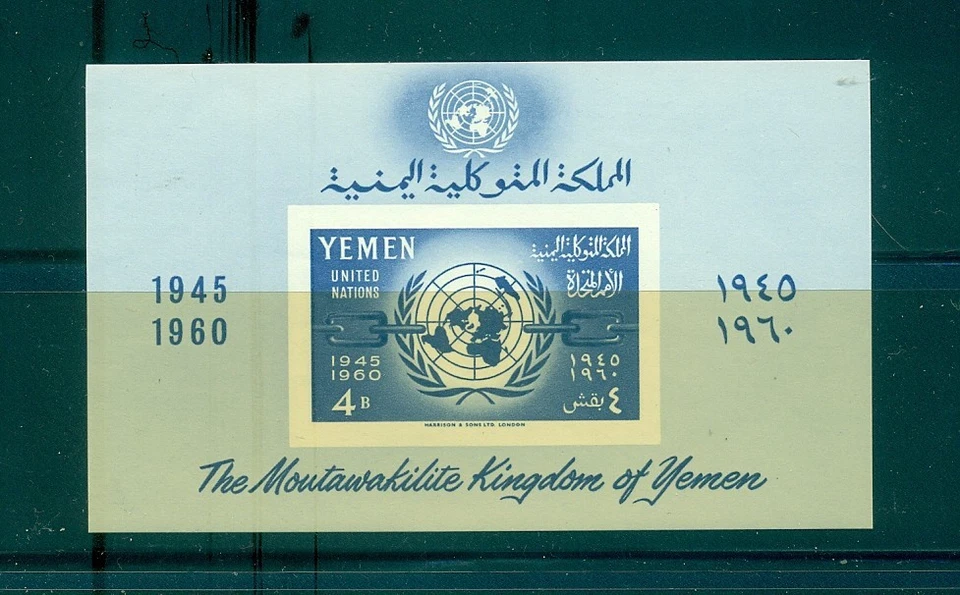 المملكة المتوكلية اليمنية
YEMEN
المملكة المتوكلية اليمنية
UNITED
NATIONS
الأمم المتحدة
1945
1960
١٩٤٥
١٩٦٠
1945
1960
١٩٤٥
١٩٦٠
4 B
٤ بقش
HARRISON & SONS LTD. LONDON
The Moutawakilite Kingdom of Yemen